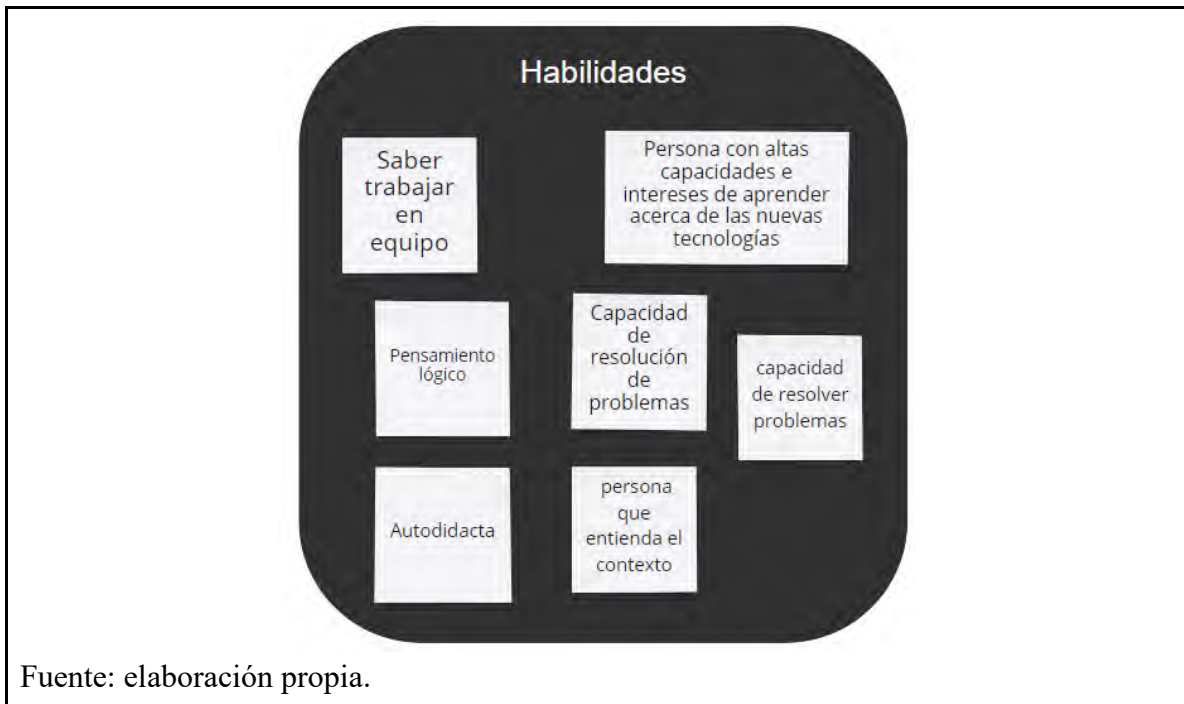 Habilidades
Saber
trabajar
en
equipo
Persona con altas
capacidades e
intereses de aprender
acerca de las nuevas
tecnologías
Pensamiento
lógico
Capacidad
de
resolución
de
problemas
capacidad
de resolver
problemas
Autodidacta
persona
que
entienda el
contexto
Fuente: elaboración propia.